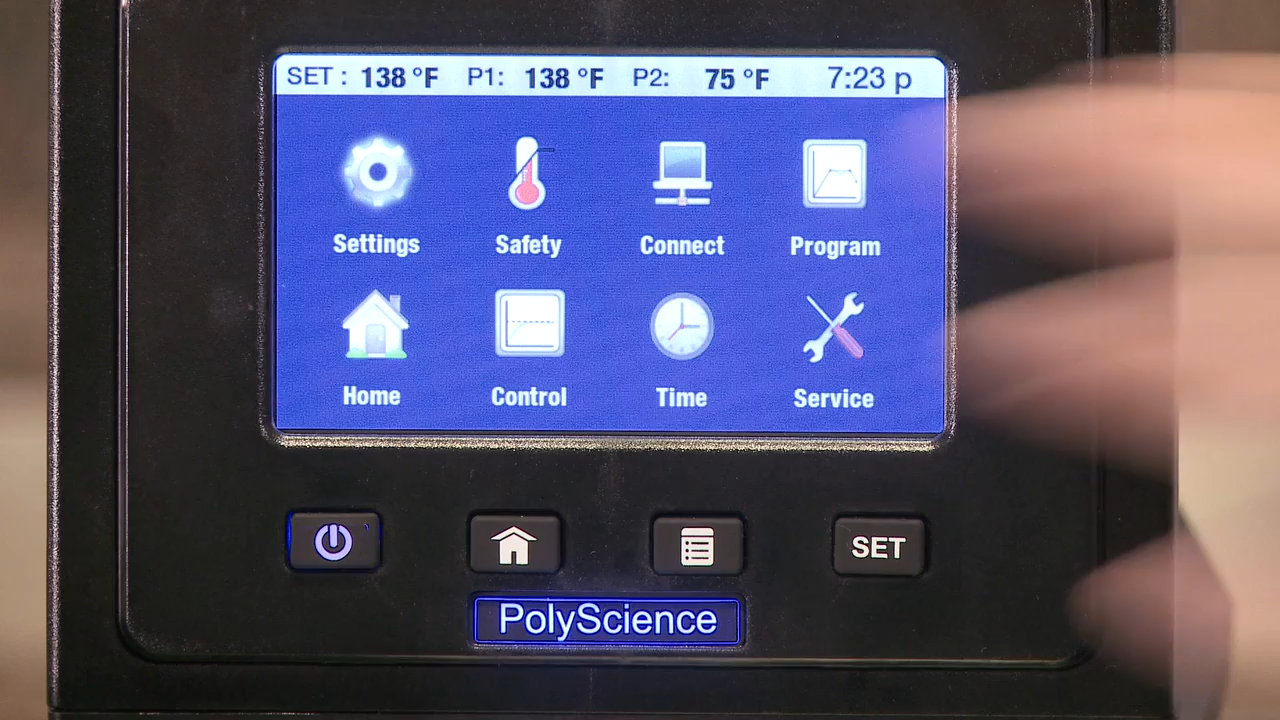 SET : 138 °F P1: 138 °F P2: 75 °F 7:23 p
Settings Safety Connect Program
Home Control Time Service
SET
PolyScience